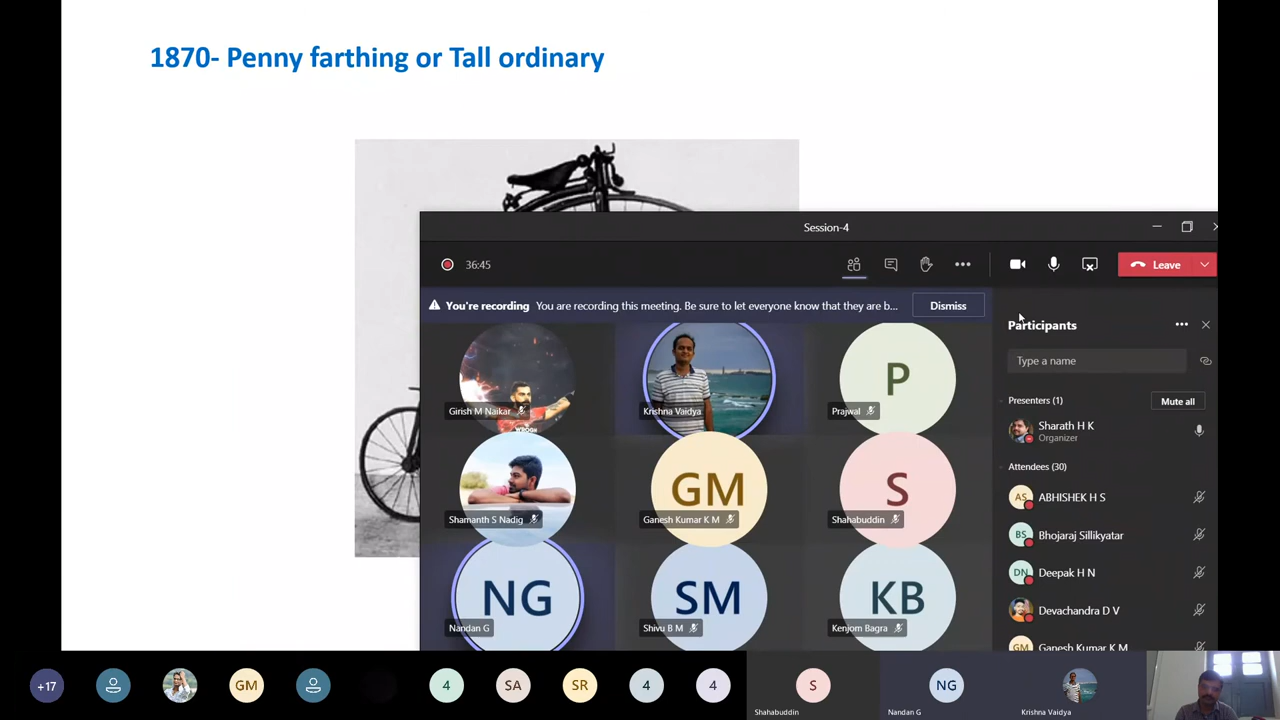 1870- Penny farthing or Tall ordinary
Session-4
36:45
Leave
You're recording You are recording this meeting. Be sure to let everyone know that they are b... Dismiss
Participants
Type a name
Girish M Naikar
Krishna Vaidya
P
Prajwal
Presenters (1)
Mute all
Sharath H K
Organizer
Attendees (30)
Shamanth S Nadig
GM
Ganesh Kumar K M
S
Shahabuddin
AS
ABHISHEK H S
BS
Bhojaraj Sillikyatar
DN
Deepak H N
Devachandra D V
GM
Ganesh Kumar K M
NG
Nandan G
SM
Shivu B M
KB
Kenjom Bagra
+17
GM
4
SA
SR
4
4
S
Shahabuddin
NG
Nandan G
Krishna Vaidya